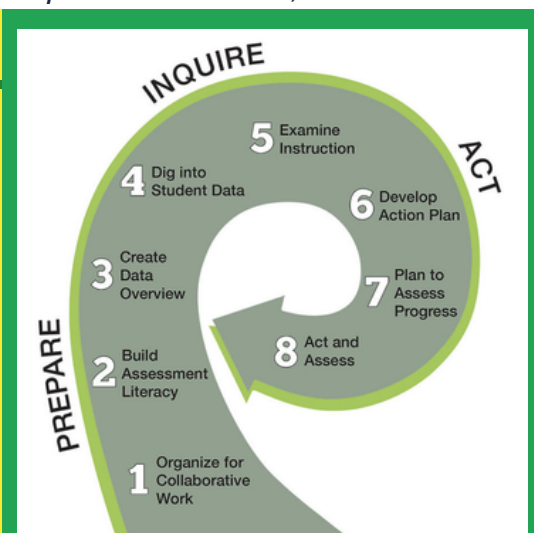 INQUIRE
ACT
PREPARE
5 Examine
Instruction
4 Dig into
Student Data
6 Develop
Action Plan
3 Create
Data
Overview
7 Plan to
Assess
Progress
8 Act and
Assess
2 Build
Assessment
Literacy
1 Organize for
Collaborative
Work